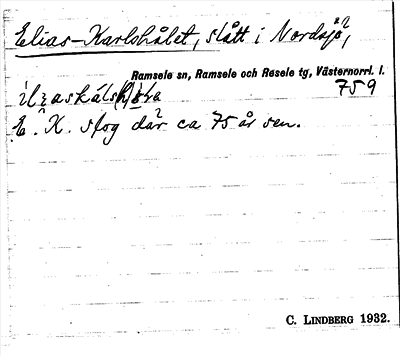 Elias-Karlshålet, slått i Nordsjö,
Ramsele sn, Ramsele och Resele tg, Västernorrl. l.
759
E. K. slog där ca 75 år sen.
C. LINDBERG 1932.